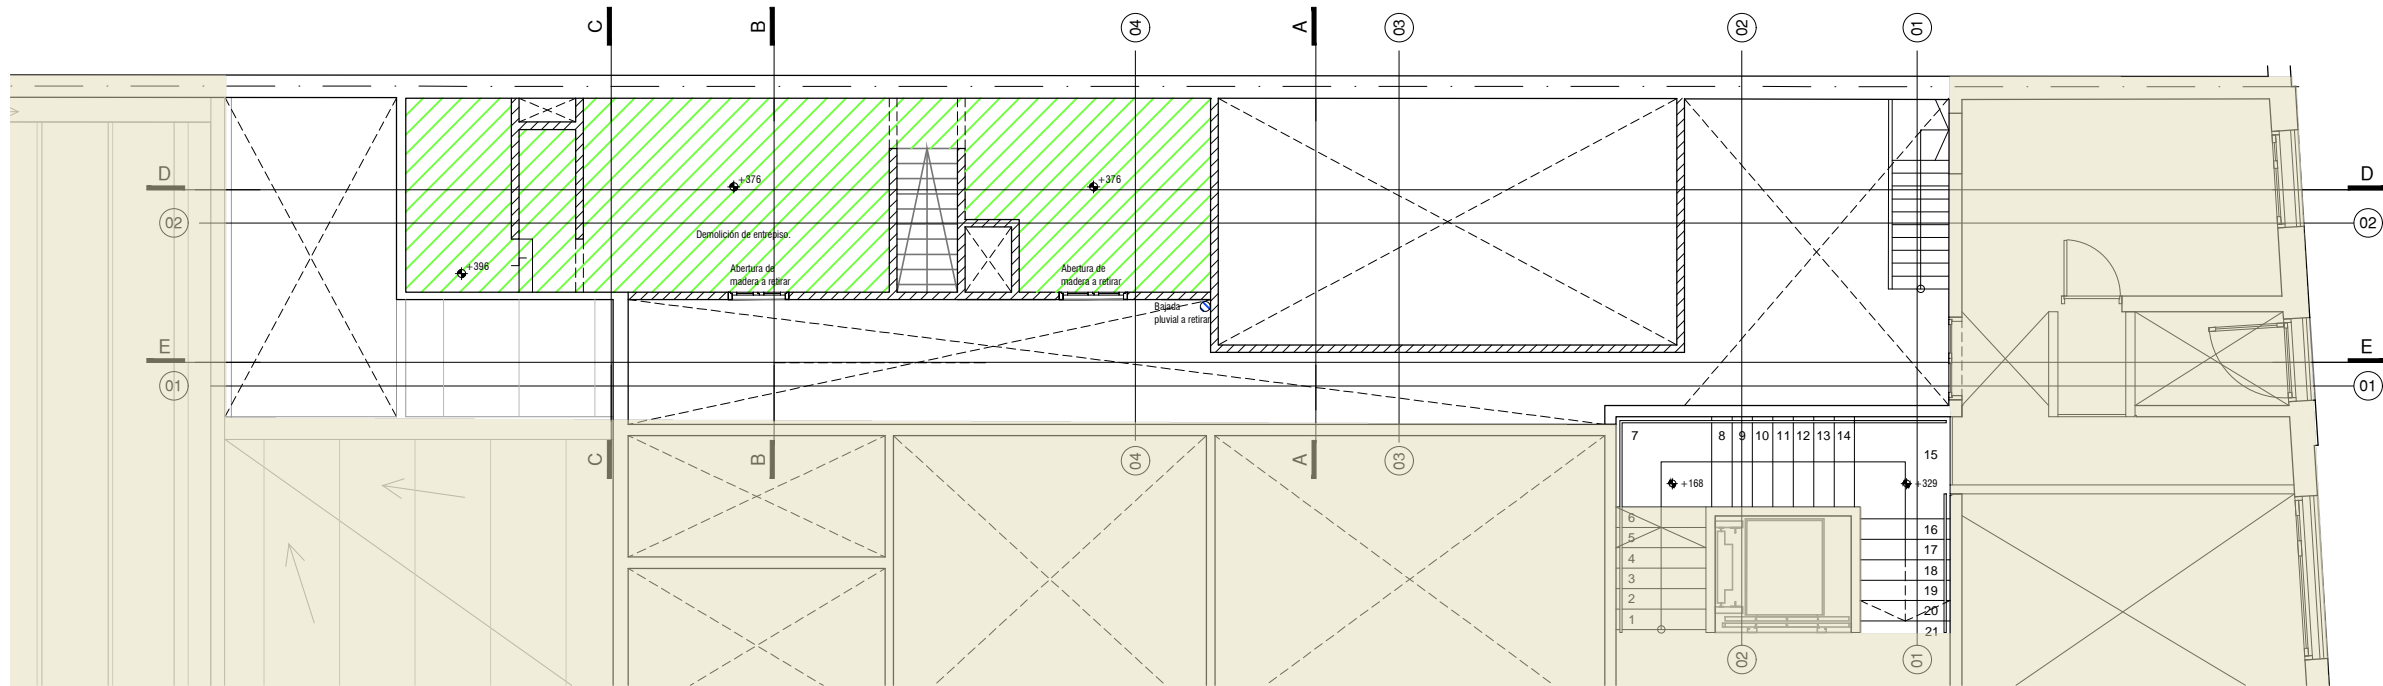 C
B
04
A
03
02
01
D
+376
+376
D
02
02
Demolición de entrepiso.
+396
Abertura de
madera a retirar
Abertura de
madera a retirar
Bajada
pluvial a retirar
E
E
01
01
C
B
04
A
03
7
8
9
10
11
12
13
14
15
+168
+329
6
5
4
3
2
1
16
17
18
19
20
21
02
01